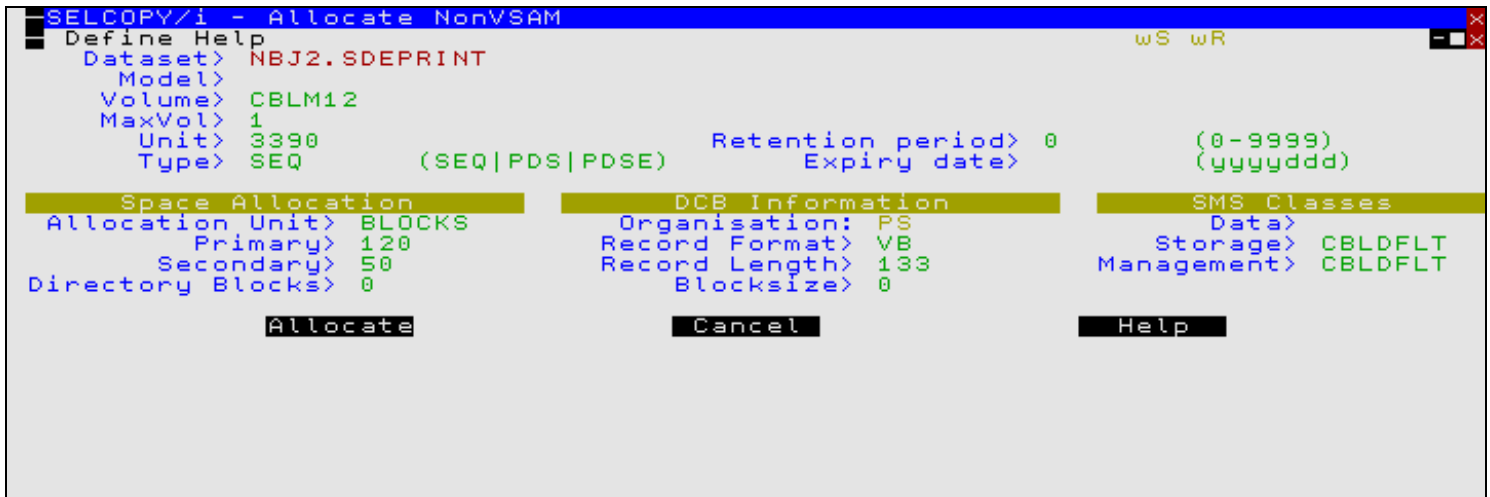 SELCOPY/i - Allocate NonVSAM
Define Help wS wR
Dataset> NBJ2.SDEPRINT
Model>
Volume> CBLM12
MaxVol> 1
Unit> 3390 Retention period> 0 (0-9999)
Type> SEQ (SEQ|PDS|PDSE) Expiry date> (yyyyddd)
Space Allocation DCB Information SMS Classes
Allocation Unit> BLOCKS Organisation: PS Data>
Primary> 120 Record Format> VB Storage> CBLDFLT
Secondary> 50 Record Length> 133 Management> CBLDFLT
Directory Blocks> 0 Blocksize> 0
Allocate Cancel Help